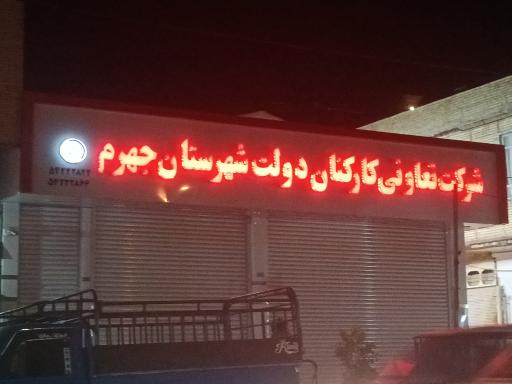 شرکت تعاونی کارکنان دولت شهرستان جهرم